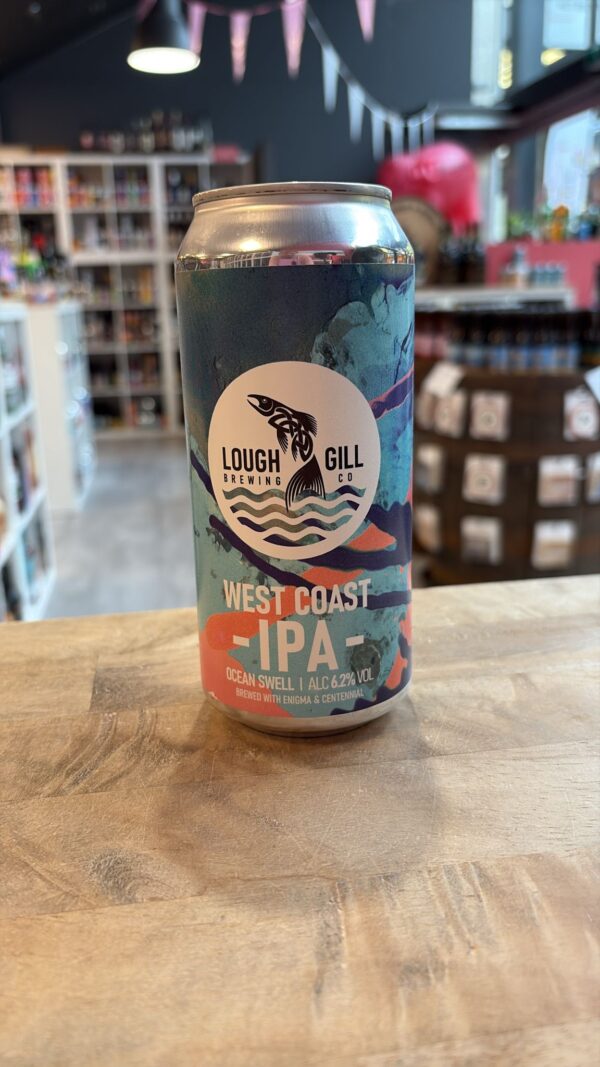 LOUGH GILL
BREWING CO
WEST COAST
-IPA-
OCEAN SWELL | ALC 6.2% VOL
BREWED WITH ENIGMA & CENTENNIAL